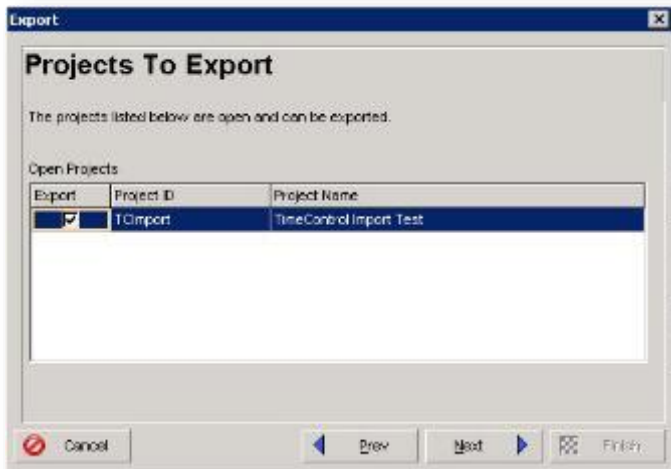 Export
Projects To Export
The projects listed below are open and can be exported.
Open Projects
Export Project ID Project Name
TCImport TimeControl Import Test
Cancel Prev Next Finish